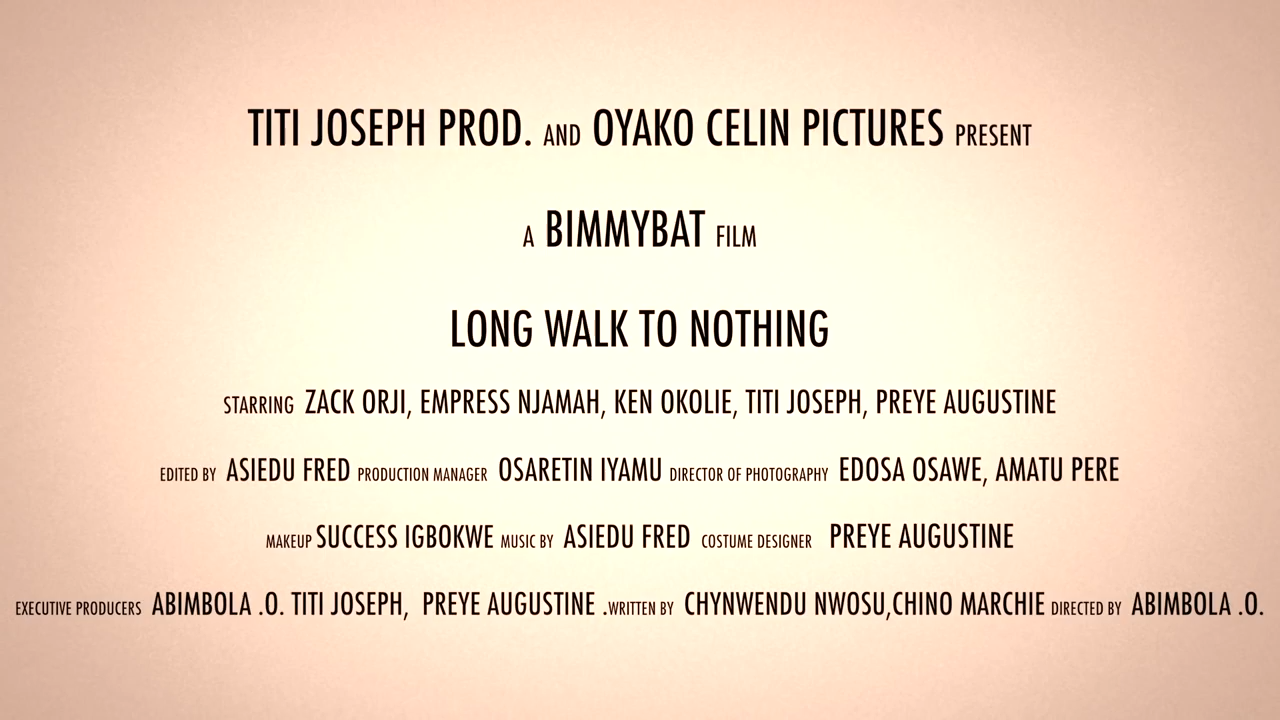 TITI JOSEPH PROD. AND OYAKO CELIN PICTURES PRESENT
A BIMMYBAT FILM
LONG WALK TO NOTHING
STARRING ZACK ORJI, EMPRESS NJAMAH, KEN OKOLIE, TITI JOSEPH, PREYE AUGUSTINE
EDITED BY ASIEDU FRED PRODUCTION MANAGER OSARETIN IYAMU DIRECTOR OF PHOTOGRAPHY EDOSA OSAWE, AMATU PERE
MAKEUP SUCCESS IGBOKWE MUSIC BY ASIEDU FRED COSTUME DESIGNER PREYE AUGUSTINE
EXECUTIVE PRODUCERS ABIMBOLA .O. TITI JOSEPH, PREYE AUGUSTINE .WRITTEN BY CHYNWENDU NWOSU,CHINO MARCHIE DIRECTED BY ABIMBOLA .O.